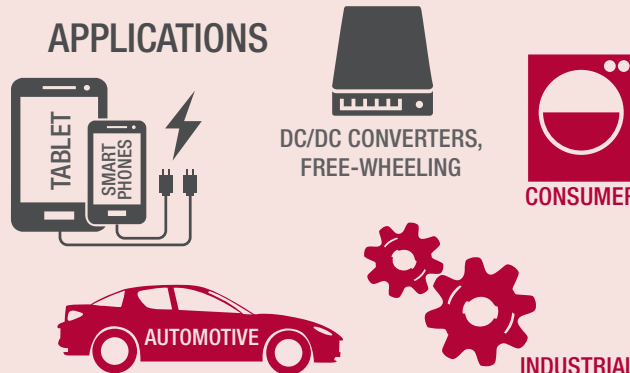 APPLICATIONS
TABLET
SMART
PHONES
DC/DC CONVERTERS,
FREE-WHEELING
CONSUMER
AUTOMOTIVE
INDUSTRIAL